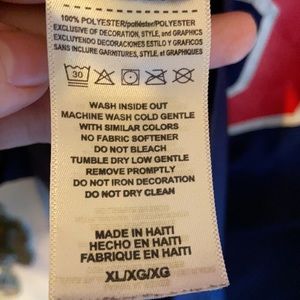 100% POLYESTER/poliéster/POLYESTER
EXCLUSIVE OF DECORATION, STYLE, and ORIGINALS
EXCLUYENDO DECORACIONES ESTILO Y GRAFICOS
SANS INCLURE GARNITURES, STYLE, et GRAPHIQUES
30
WASH INSIDE OUT
MACHINE WASH COLD GENTLE
WITH SIMILAR COLORS
NO FABRIC SOFTENER
DO NOT BLEACH
TUMBLE DRY LOW GENTLE
REMOVE PROMPTLY
DO NOT IRON DECORATION
DO NOT DRY CLEAN
MADE IN HAITI
HECHO EN HAITI
FABRIQUE EN HAITI
XL/XG/XG